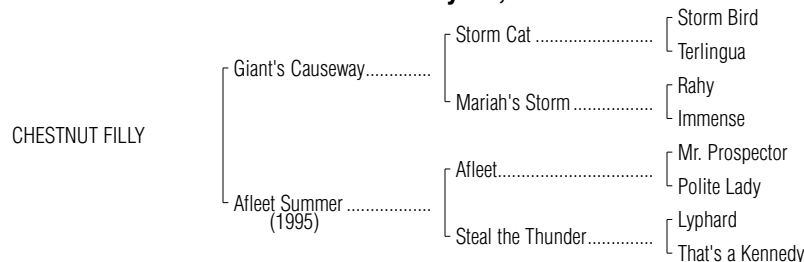 Storm Bird
Storm Cat ..................
Terlingua
Giant's Causeway..............
Rahy
Mariah's Storm .................
Immense
CHESTNUT FILLY
Mr. Prospector
Afleet...........................
Polite Lady
Afleet Summer ..................
(1995)
Lyphard
Steal the Thunder..............
That's a Kennedy